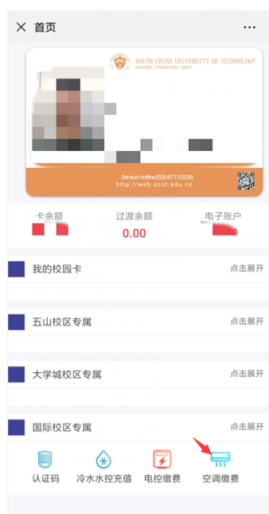 首页
SOUTH CHINA UNIVERSITY OF TECHNOLOGY
Service Hotline:(020)87110228)
http://web.scut.edu.cn
卡余额 过渡余额 电子账户
0.00
我的校园卡 点击展开
五山校区专属 点击展开
大学城校区专属 点击展开
国际校区专属 点击展开
认证码 冷水水控充值 电控缴费 空调缴费